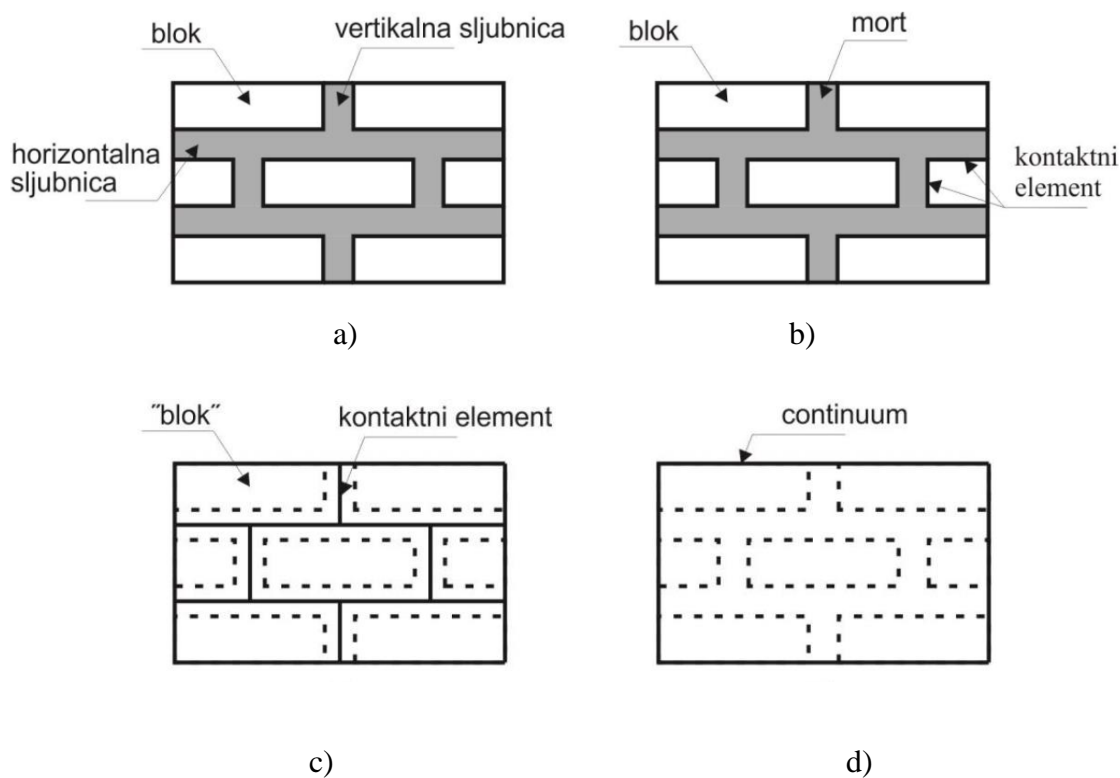 blok
vertikalna sljubnica
horizontalna
sljubnica
a)
blok
mort
kontaktni
element
b)
"blok"
kontaktni element
c)
continuum
d)